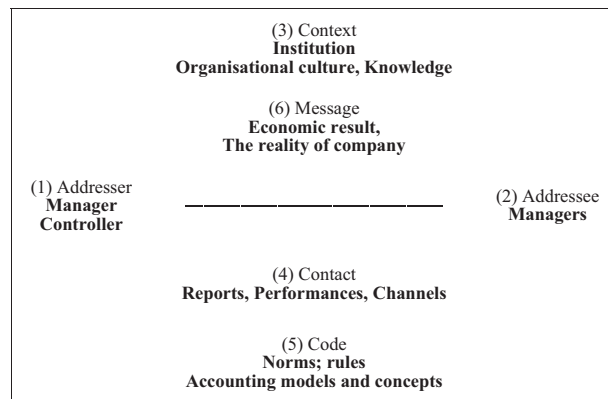 (3) Context
Institution
Organisational culture, Knowledge
(6) Message
Economic result,
The reality of company
(1) Addresser
Manager
Controller
(2) Addressee
Managers
(4) Contact
Reports, Performances, Channels
(5) Code
Norms; rules
Accounting models and concepts